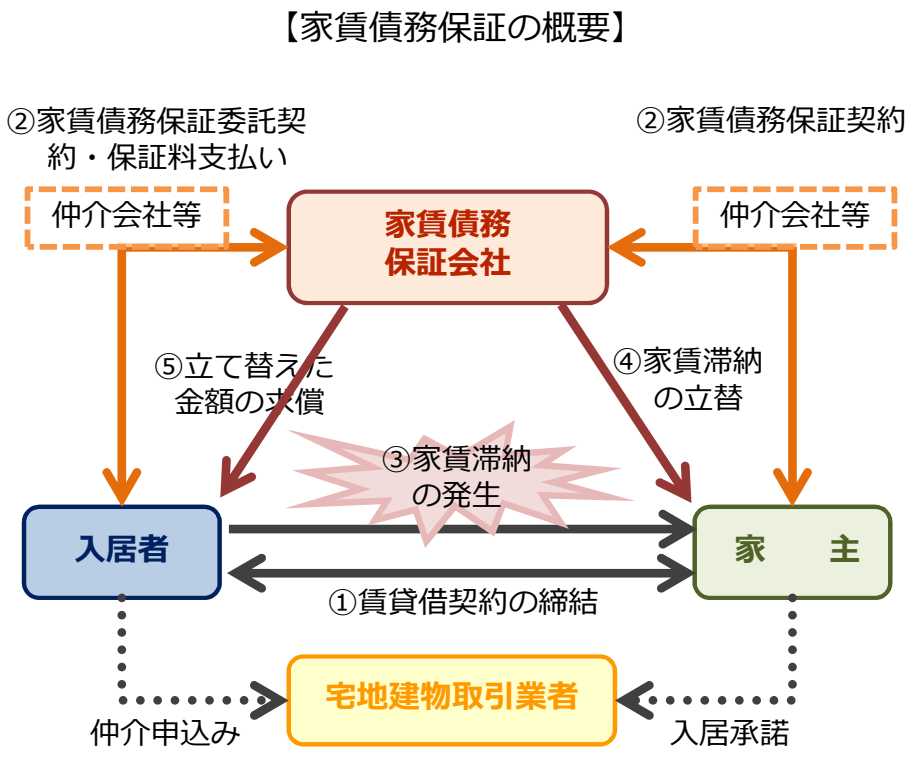 【家賃債務保証の概要】
②家賃債務保証委託契
約・保証料支払い
②家賃債務保証契約
仲介会社等
家賃債務
保証会社
仲介会社等
⑤立て替えた
金額の求償
④家賃滞納
の立替
③家賃滞納
の発生
入居者
家　主
①賃貸借契約の締結
宅地建物取引業者
仲介申込み
入居承諾